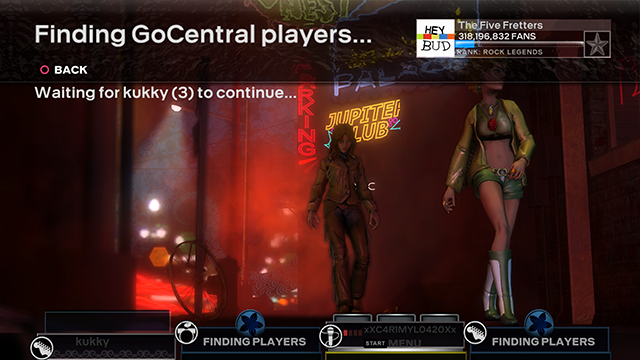 Finding GoCentral players...
HEY
BUD
The Five Fretters
318,196,832 FANS
RANK: ROCK LEGENDS
BACK
Waiting for kukky (3) to continue...
JUPITER
CLUB
kukky
FINDING PLAYERS
xXC4R1MYL0420Xx
START MENU
FINDING PLAYERS